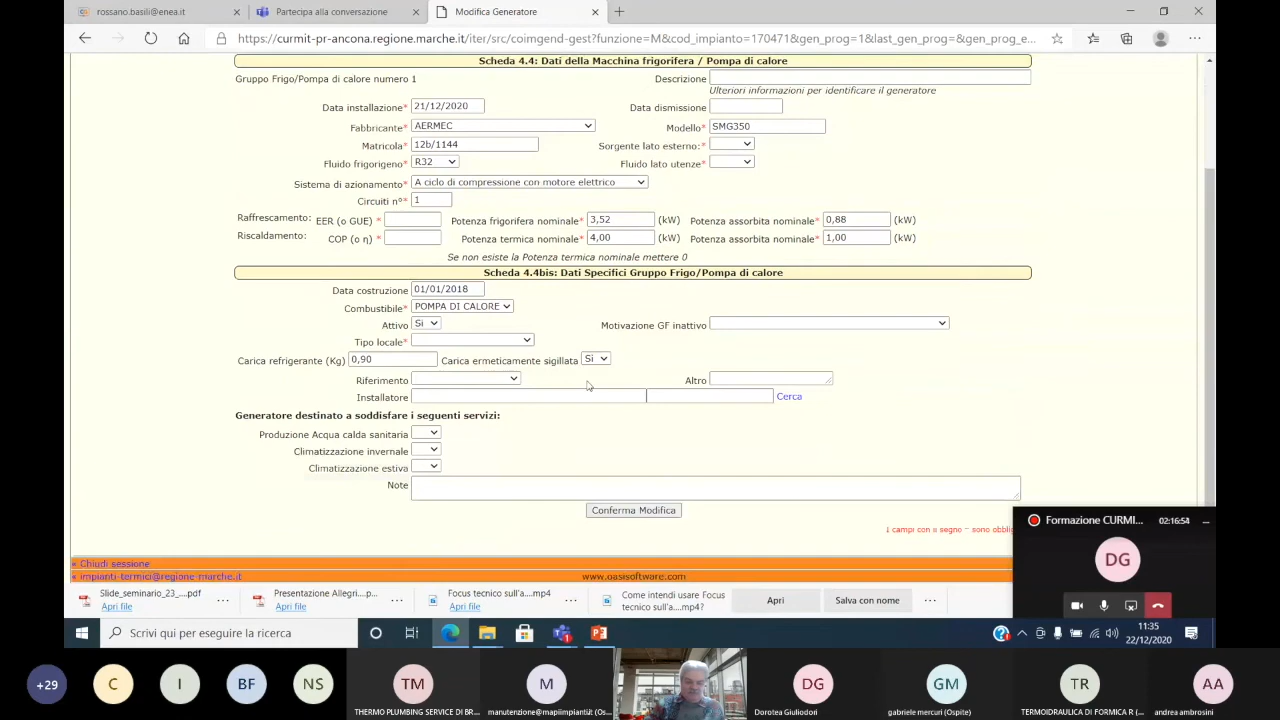 rossano.basili@enea.it
Partecipa alla conversazione
Modifica Generatore
https://curmit-pr-ancona.regione.marche.it/iter/src/coimgend-gest?funzione=M&cod_impianto=170471&gen_prog=1&last_gen_prog=&gen_prog_e...
Scheda 4.4: Dati della Macchina frigorifera / Pompa di calore
Gruppo Frigo/Pompa di calore numero 1
Descrizione
Ulteriori informazioni per identificare il generatore
Data installazione* 21/12/2020
Data dismissione
Fabbricante* AERMEC
Modello* SMG350
Matricola* 12b/1144
Sorgente lato esterno:*
Fluido frigorigeno* R32
Fluido lato utenze*
Sistema di azionamento* A ciclo di compressione con motore elettrico
Circuiti n°* 1
Raffrescamento: EER (o GUE) * Potenza frigorifera nominale* 3,52 (kW) Potenza assorbita nominale* 0,88 (kW)
Riscaldamento: COP (o η) * Potenza termica nominale* 4,00 (kW) Potenza assorbita nominale* 1,00 (kW)
Se non esiste la Potenza termica nominale mettere 0
Scheda 4.4bis: Dati Specifici Gruppo Frigo/Pompa di calore
Data costruzione 01/01/2018
Combustibile* POMPA DI CALORE
Attivo Si
Motivazione GF inattivo
Tipo locale*
Carica refrigerante (Kg) 0,90 Carica ermeticamente sigillata Si
Riferimento
Altro
Installatore
Cerca
Generatore destinato a soddisfare i seguenti servizi:
Produzione Acqua calda sanitaria
Climatizzazione invernale
Climatizzazione estiva
Note
Conferma Modifica
I campi con il segno * sono obblig
« Chiudi sessione
« impianti-termici@regione-marche.it
www.oasisoftware.com
Formazione CURMI... 02:16:54
DG
Slide_seminario_23_....pdf
Apri file
Presentazione Allegri....p...
Apri file
Focus tecnico sull'a....mp4
Apri file
Come intendi usare Focus
tecnico sull'a....mp4?
Apri
Salva con nome
Scrivi qui per eseguire la ricerca
11:35
22/12/2020
+29
C
I
BF
NS
TM
THERMO PLUMBING SERVICE DI BR...
M
manutenzione@mapiimpianti2 (Os...
DG
Dorotea Giuliodori
GM
gabriele mercuri (Ospite)
TR
TERMOIDRAULICA DI FORMICA R (...
AA
andrea ambrosini